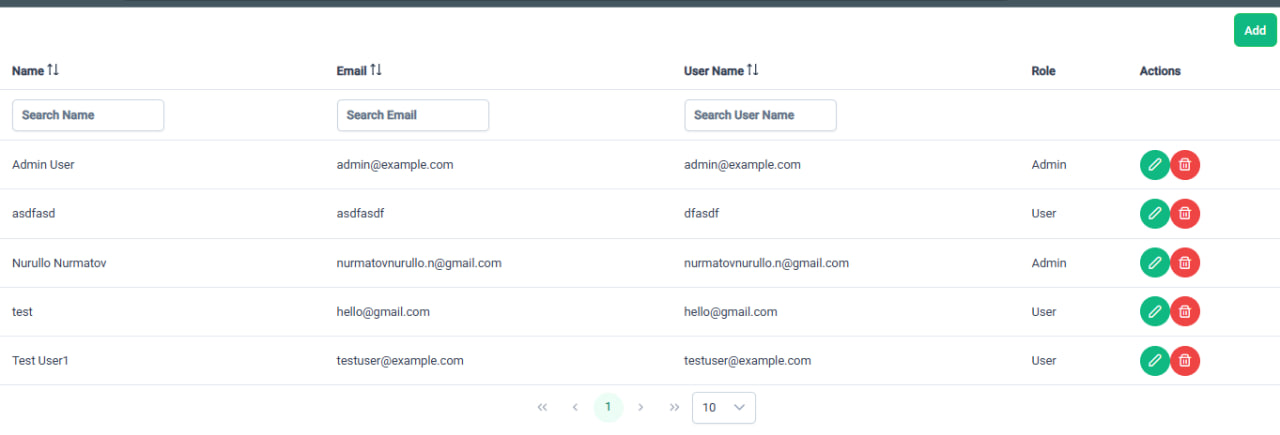 Add
Name Email User Name Role Actions
Search Name Search Email Search User Name
Admin User admin@example.com admin@example.com Admin
asdfasd asdfasdf dfasdf User
Nurullo Nurmatov nurmatovnurullo.n@gmail.com nurmatovnurullo.n@gmail.com Admin
test hello@gmail.com hello@gmail.com User
Test User1 testuser@example.com testuser@example.com User
1 10